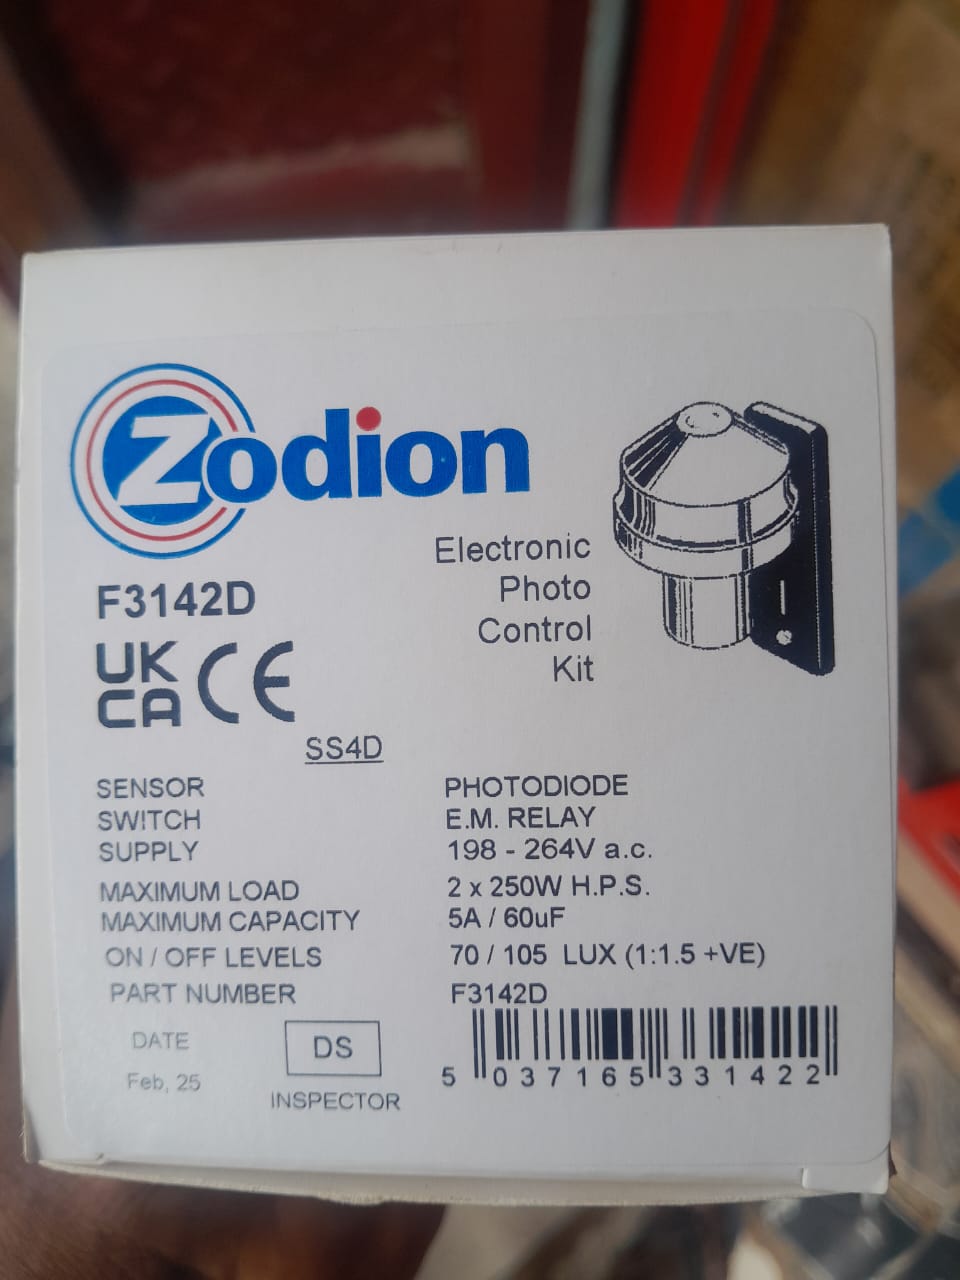 Zodion
Electronic
Photo
Control
Kit
F3142D
UK
CA CE
SS4D
SENSOR PHOTODIODE
SWITCH E.M. RELAY
SUPPLY 198 - 264V a.c.
MAXIMUM LOAD 2 x 250W H.P.S.
MAXIMUM CAPACITY 5A / 60uF
ON / OFF LEVELS 70 / 105 LUX (1:1.5 +VE)
PART NUMBER F3142D
DATE
Feb, 25
DS
INSPECTOR
5 037165 331422